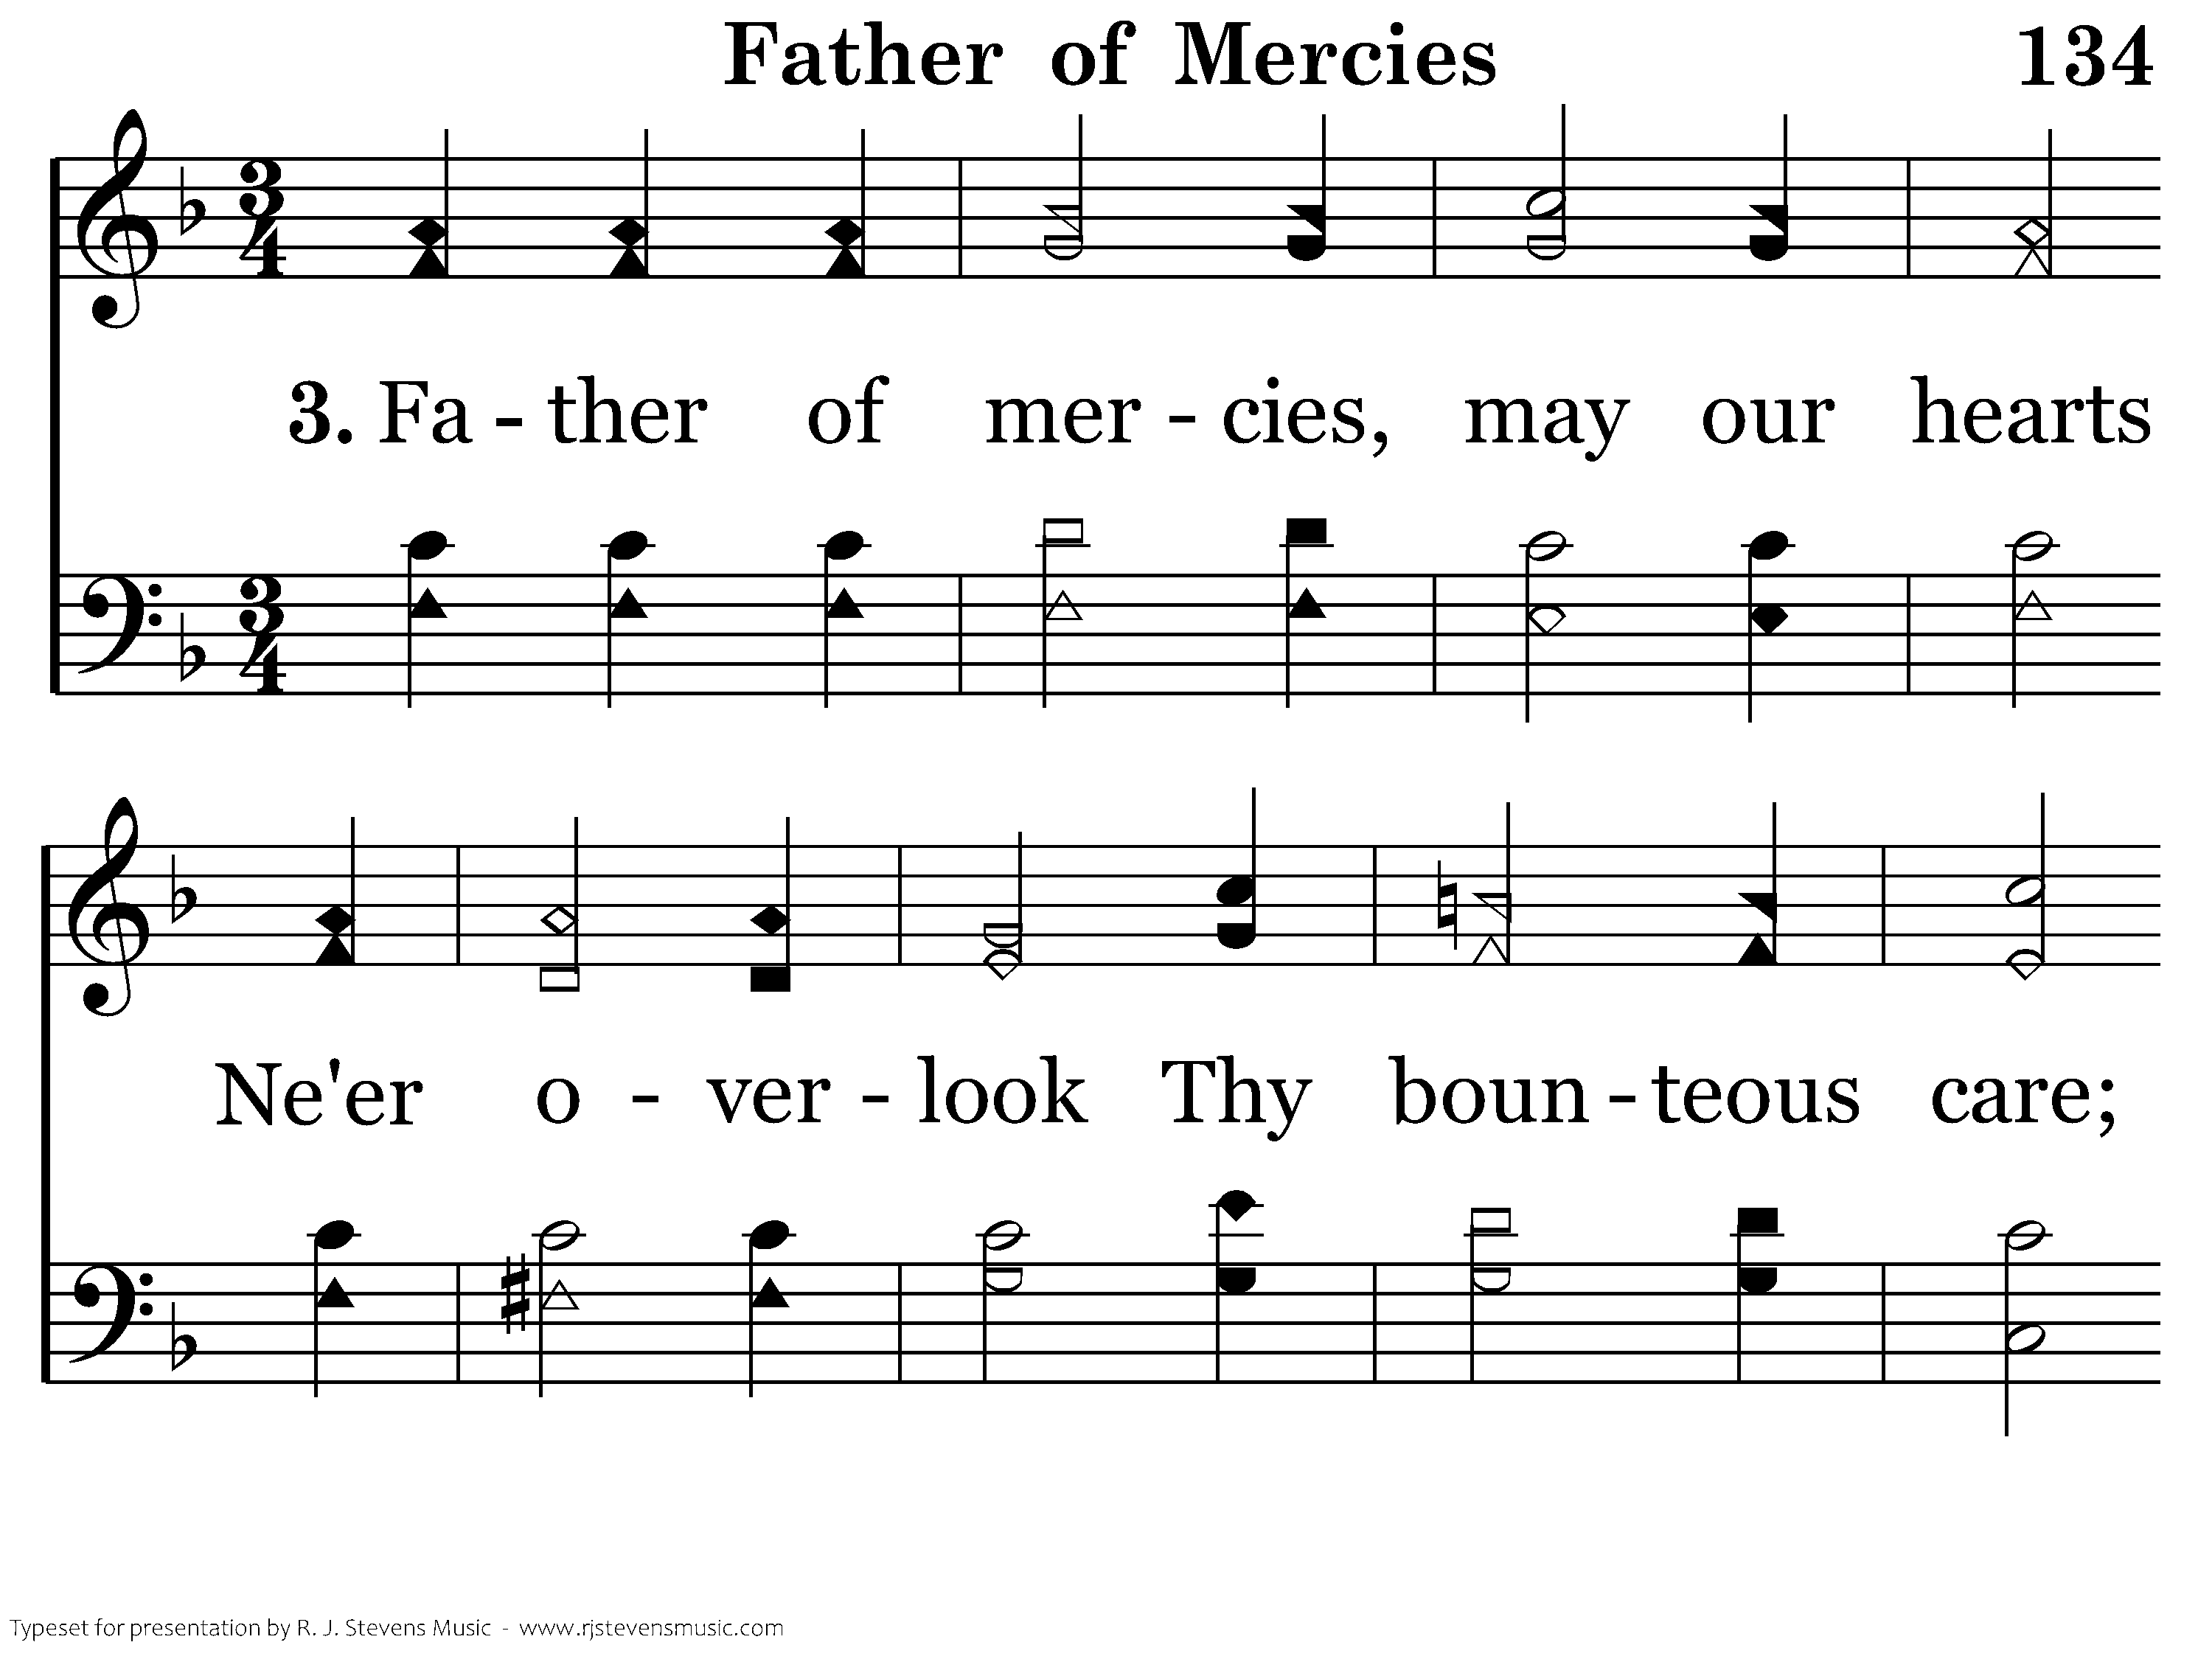 Father of Mercies 134
3. Fa - ther of mer - cies, may our hearts
Ne'er o - ver - look Thy boun - teous care;
Typeset for presentation by R. J. Stevens Music - www.rjstevensmusic.com